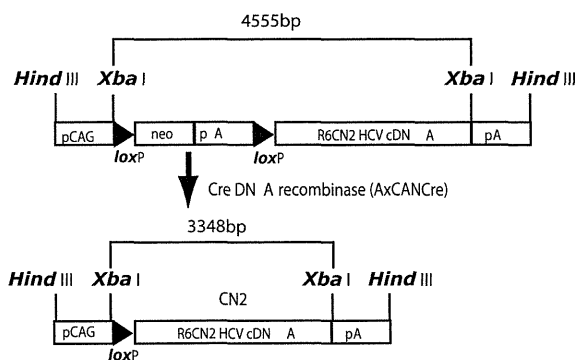 4555bp
Hind III Xba I Xba I Hind III
pCAG neo p A R6CN2 HCV cDN A pA
loxP loxP
Cre DN A recombinase (AxCANCre)
3348bp
Hind III Xba I Xba I Hind III
CN2
pCAG R6CN2 HCV cDN A pA
loxP